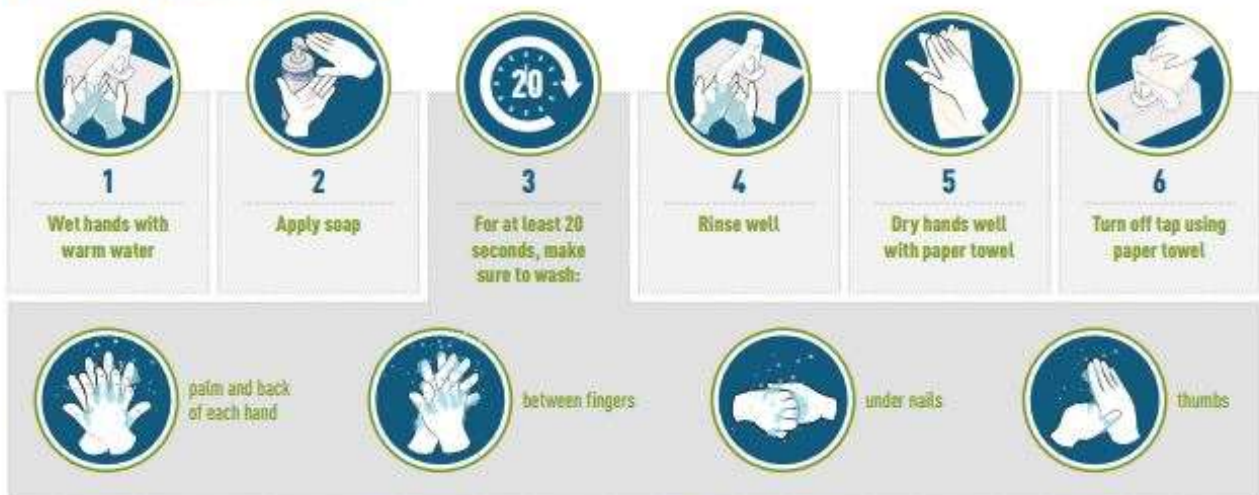 20
1
Wet hands with
warm water
2
Apply soap
3
For at least 20
seconds, make
sure to wash:
4
Rinse well
5
Dry hands well
with paper towel
6
Turn off tap using
paper towel
palm and back
of each hand
between fingers
under nails
thumbs